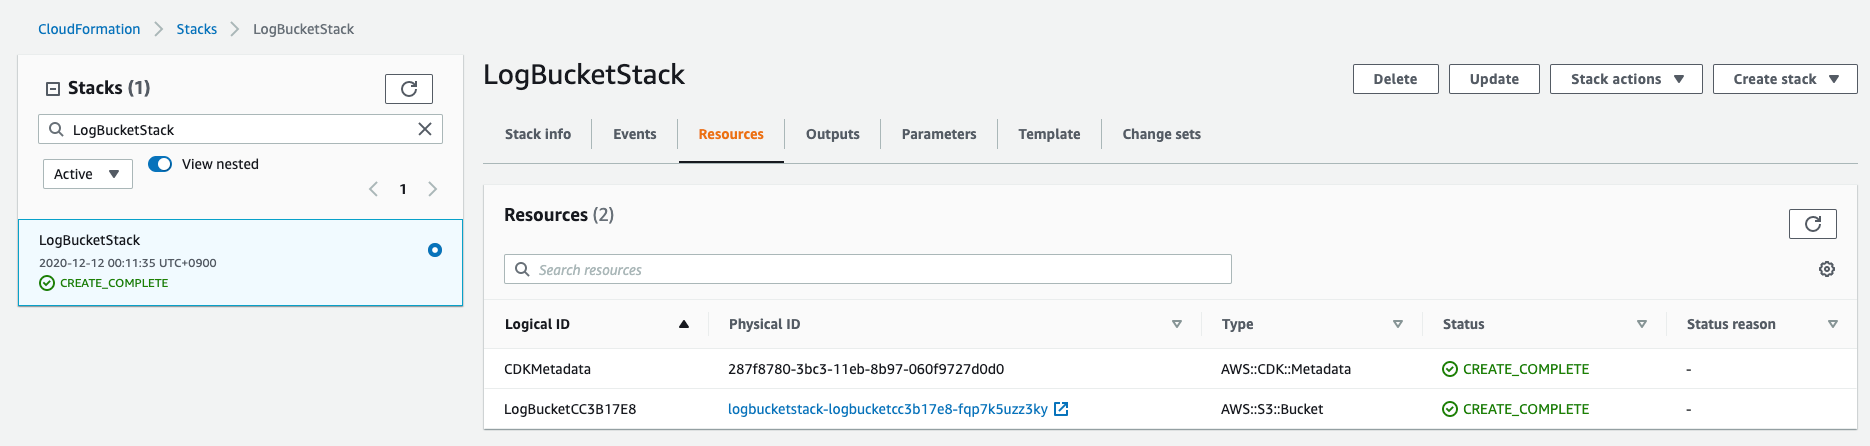 CloudFormation > Stacks > LogBucketStack
Stacks (1)
LogBucketStack
Active
View nested
1
LogBucketStack
2020-12-12 00:11:35 UTC+0900
CREATE_COMPLETE
LogBucketStack
Delete Update Stack actions Create stack
Stack info Events Resources Outputs Parameters Template Change sets
Resources (2)
Search resources
Logical ID Physical ID Type Status Status reason
CDKMetadata 287f8780-3bc3-11eb-8b97-060f9727d0d0 AWS::CDK::Metadata CREATE_COMPLETE -
LogBucketCC3B17E8 logbucketstack-logbucketcc3b17e8-fqp7k5uzz3ky AWS::S3::Bucket CREATE_COMPLETE -